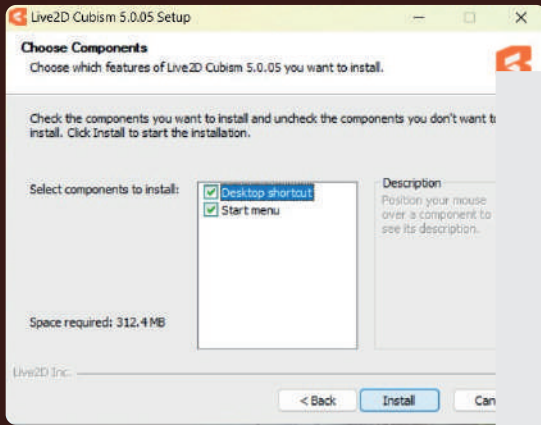 Live2D Cubism 5.0.05 Setup
Choose Components
Choose which features of Live2D Cubism 5.0.05 you want to install.
Check the components you want to install and uncheck the components you don't want t
install. Click Install to start the installation.
Select components to install:
Desktop shortcut
Start menu
Description
Position your mouse
over a component to
see its description.
Space required: 312.4 MB
Live2D Inc.
< Back
Install
Can